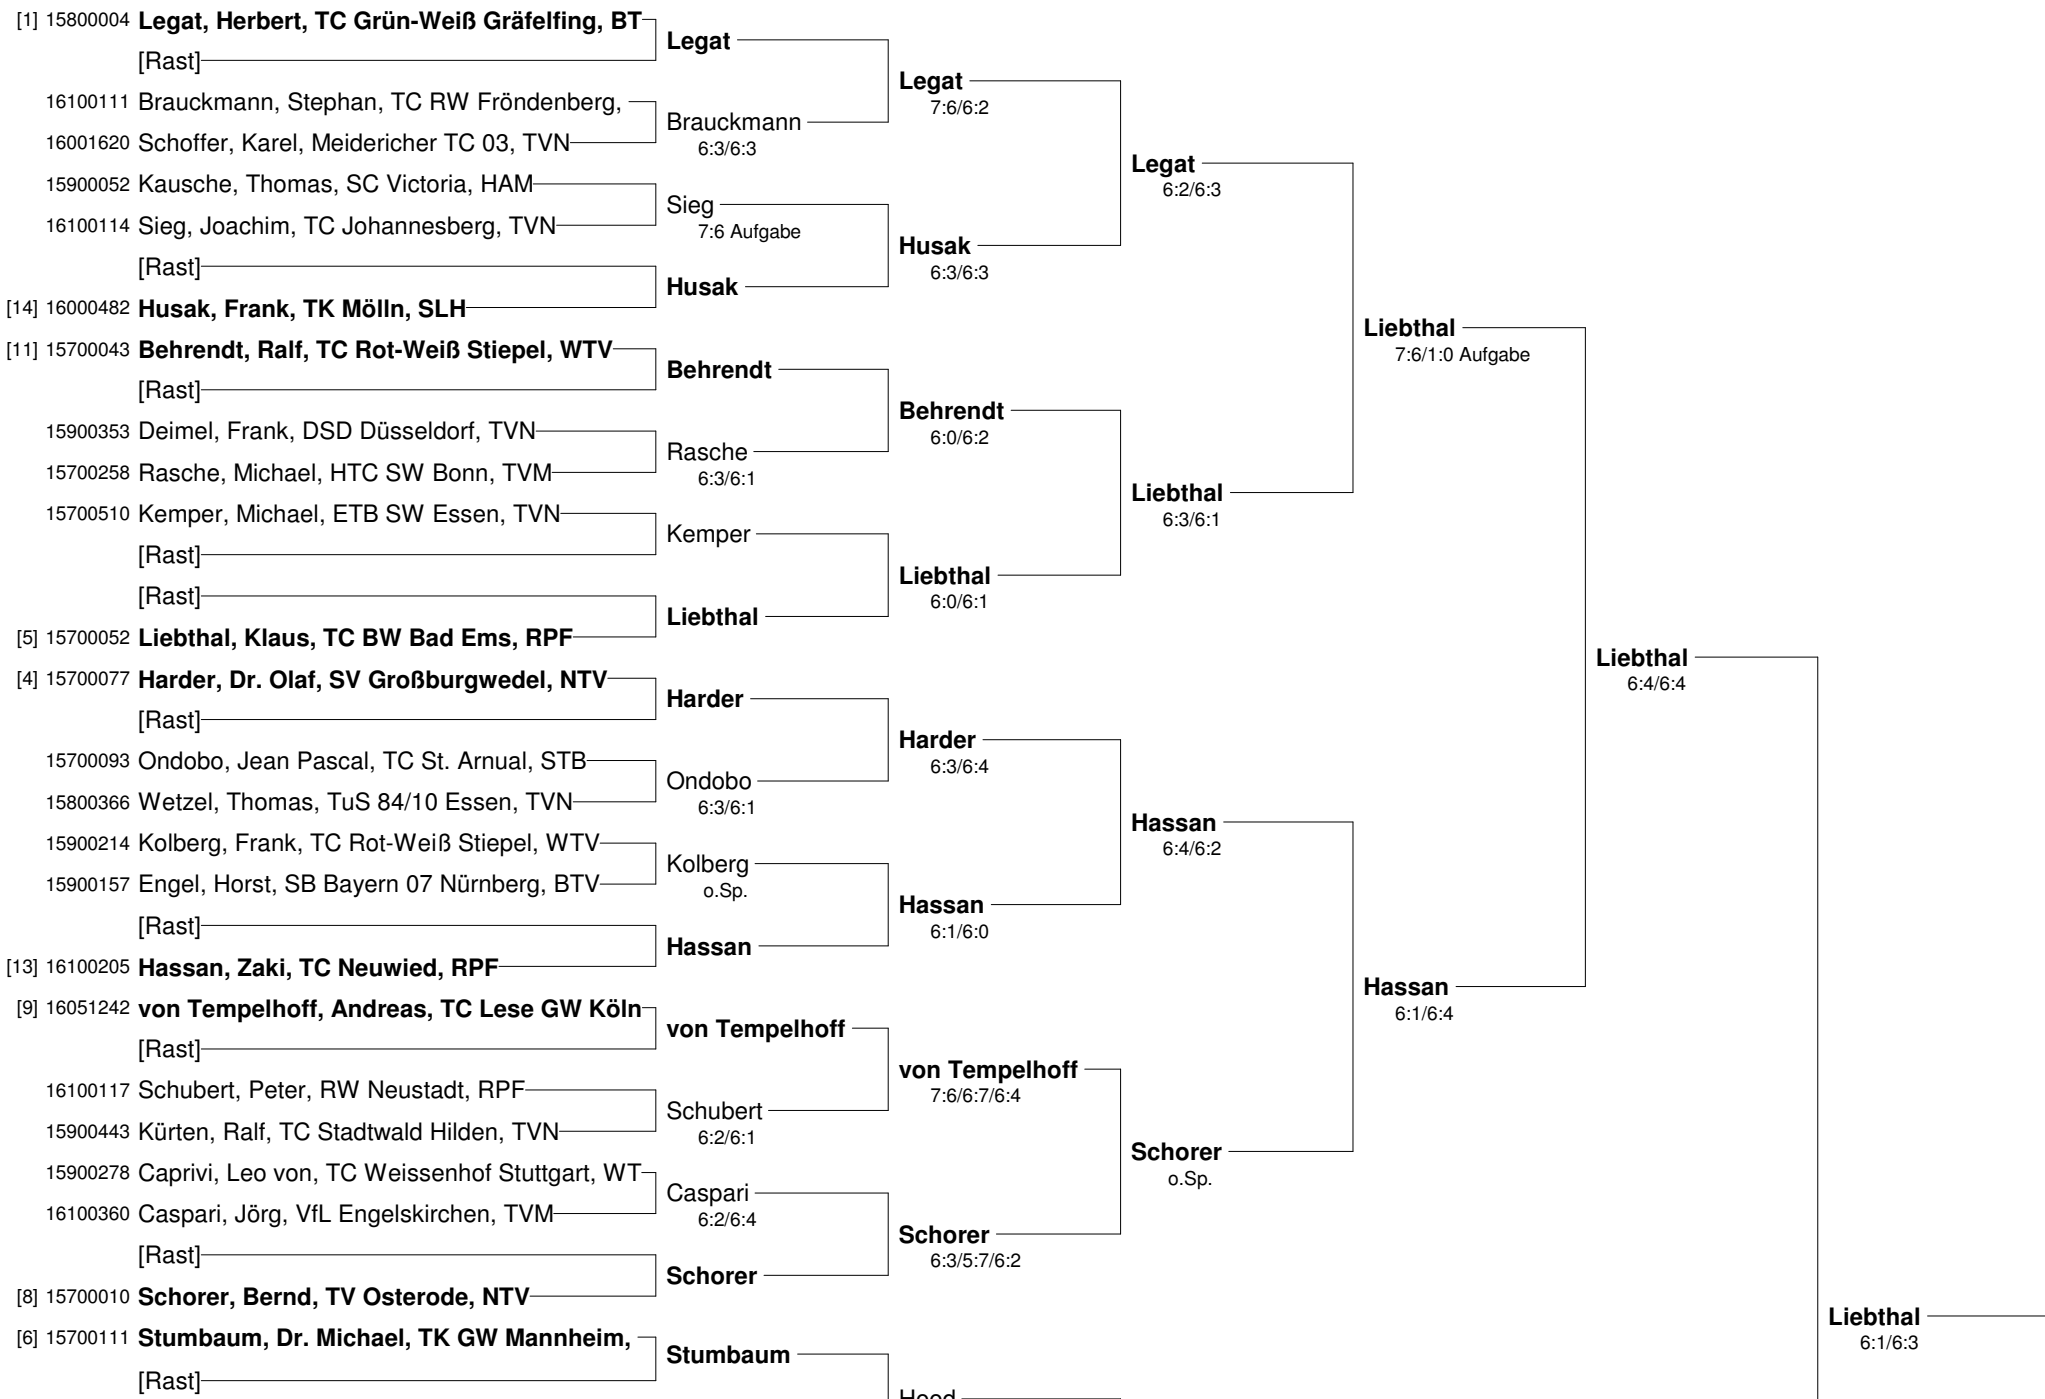 [1] 15800004 Legat, Herbert, TC Grün-Weiß Gräfelfing, BT
[Rast]
16100111 Brauckmann, Stephan, TC RW Fröndenberg,
16001620 Schoffer, Karel, Meidericher TC 03, TVN
15900052 Kausche, Thomas, SC Victoria, HAM
16100114 Sieg, Joachim, TC Johannesberg, TVN
[Rast]
[14] 16000482 Husak, Frank, TK Mölln, SLH
[11] 15700043 Behrendt, Ralf, TC Rot-Weiß Stiepel, WTV
[Rast]
15900353 Deimel, Frank, DSD Düsseldorf, TVN
15700258 Rasche, Michael, HTC SW Bonn, TVM
15700510 Kemper, Michael, ETB SW Essen, TVN
[Rast]
[Rast]
[5] 15700052 Liebthal, Klaus, TC BW Bad Ems, RPF
[4] 15700077 Harder, Dr. Olaf, SV Großburgwedel, NTV
[Rast]
15700093 Ondobo, Jean Pascal, TC St. Arnual, STB
15800366 Wetzel, Thomas, TuS 84/10 Essen, TVN
15900214 Kolberg, Frank, TC Rot-Weiß Stiepel, WTV
15900157 Engel, Horst, SB Bayern 07 Nürnberg, BTV
[Rast]
[13] 16100205 Hassan, Zaki, TC Neuwied, RPF
[9] 16051242 von Tempelhoff, Andreas, TC Lese GW Köln
[Rast]
16100117 Schubert, Peter, RW Neustadt, RPF
15900443 Kürten, Ralf, TC Stadtwald Hilden, TVN
15900278 Caprivi, Leo von, TC Weissenhof Stuttgart, WT
16100360 Caspari, Jörg, VfL Engelskirchen, TVM
[Rast]
[8] 15700010 Schorer, Bernd, TV Osterode, NTV
[6] 15700111 Stumbaum, Dr. Michael, TK GW Mannheim,
[Rast]
Legat
Brauckmann
6:3/6:3
Sieg
7:6 Aufgabe
Husak
Behrendt
Rasche
6:3/6:1
Kemper
Liebthal
Harder
Ondobo
6:3/6:1
Kolberg
o.Sp.
Hassan
von Tempelhoff
Schubert
6:2/6:1
Caspari
6:2/6:4
Schorer
Stumbaum
Legat
7:6/6:2
Husak
6:3/6:3
Behrendt
6:0/6:2
Liebthal
6:0/6:1
Harder
6:3/6:4
Hassan
6:1/6:0
von Tempelhoff
7:6/6:7/6:4
Schorer
6:3/5:7/6:2
Legat
6:2/6:3
Liebthal
6:3/6:1
Hassan
6:4/6:2
Schorer
o.Sp.
Liebthal
7:6/1:0 Aufgabe
Hassan
6:1/6:4
Liebthal
6:4/6:4
Liebthal
6:1/6:3